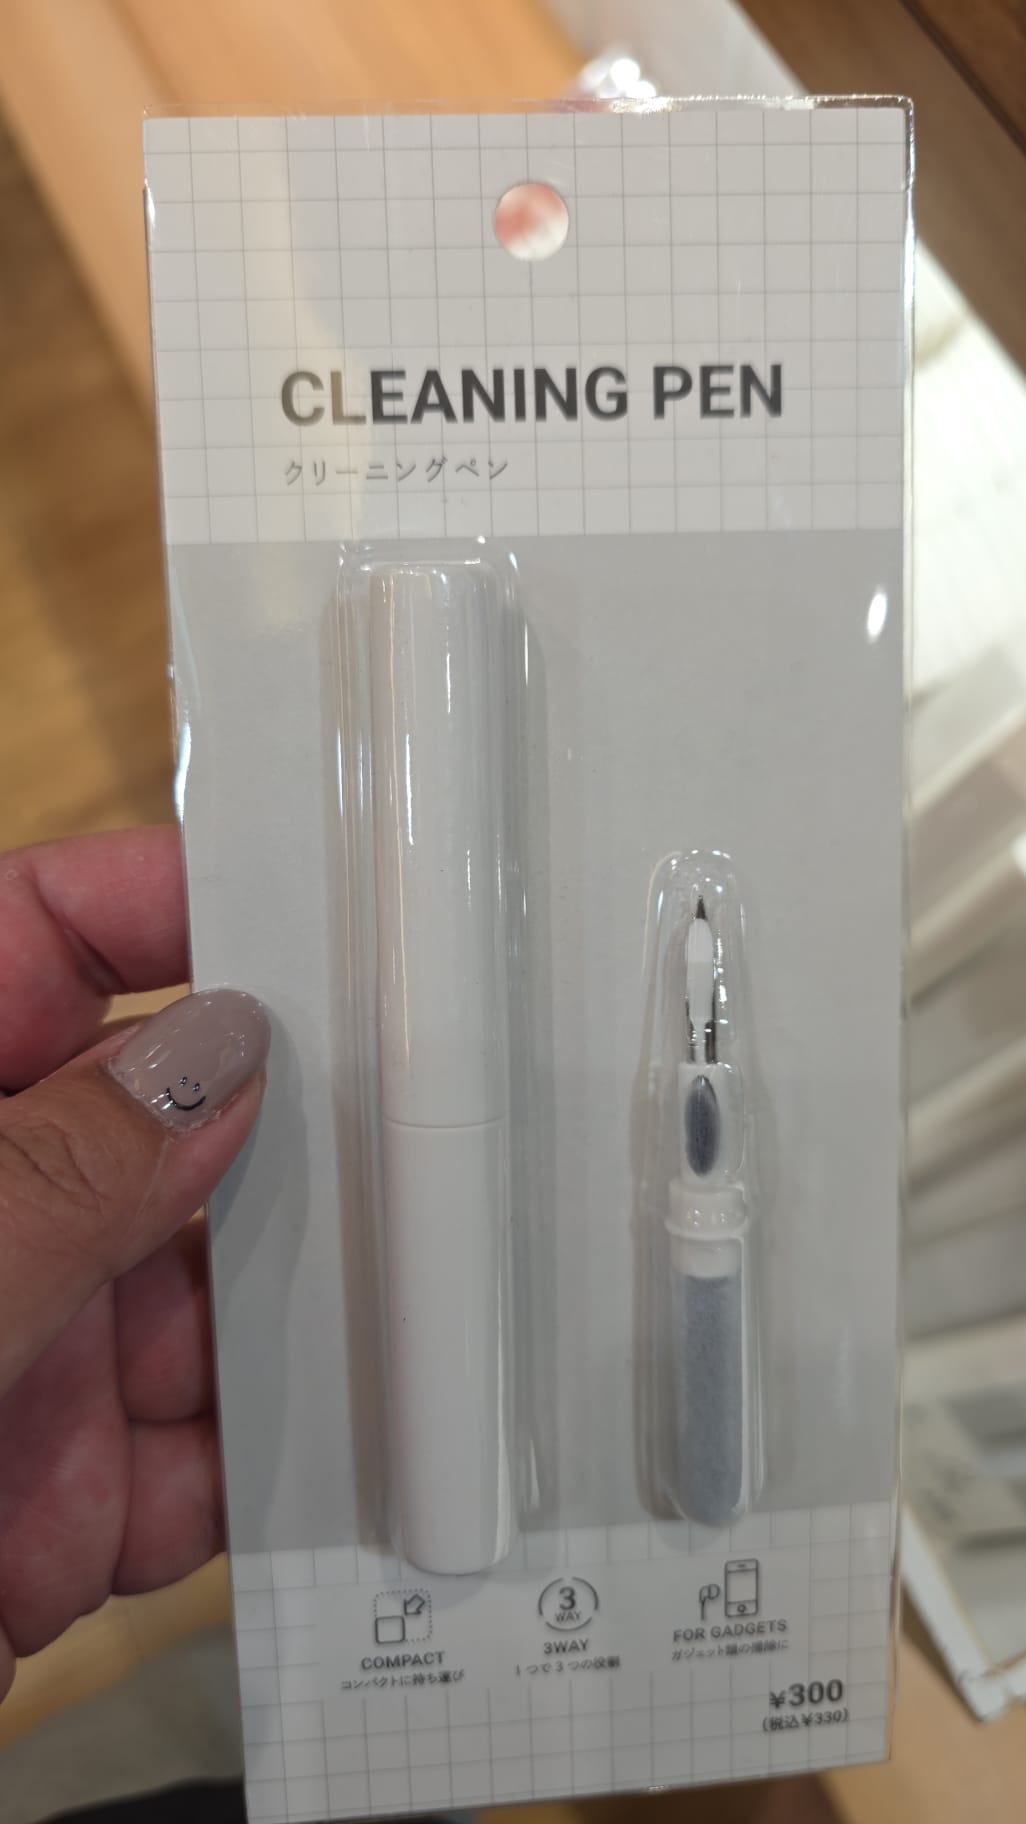 CLEANING PEN
クリーニングペン
COMPACT
コンパクトに持ち運び
3
WAY
3WAY
1つで3つの役割
FOR GADGETS
ガジェット類の掃除に
¥300
(税込¥330)